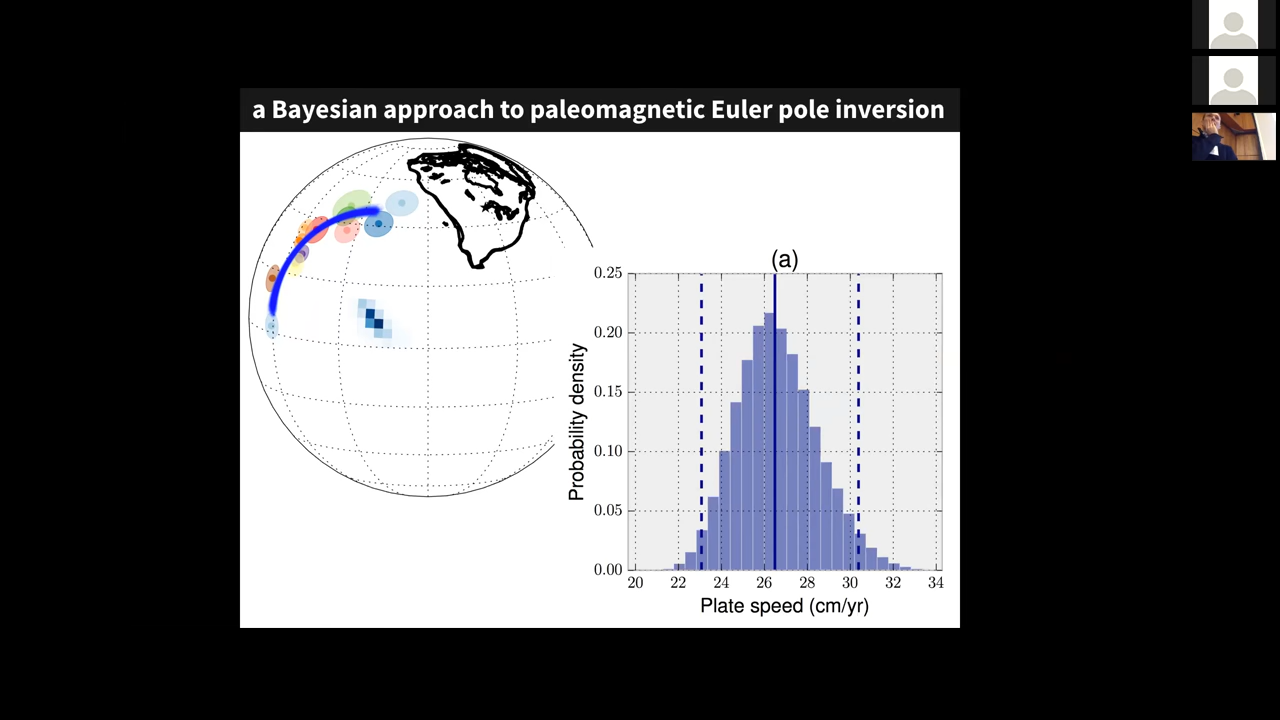 a Bayesian approach to paleomagnetic Euler pole inversion
(a)
0.25
0.20
0.15
0.10
0.05
0.00
Probability density
20 22 24 26 28 30 32 34
Plate speed (cm/yr)